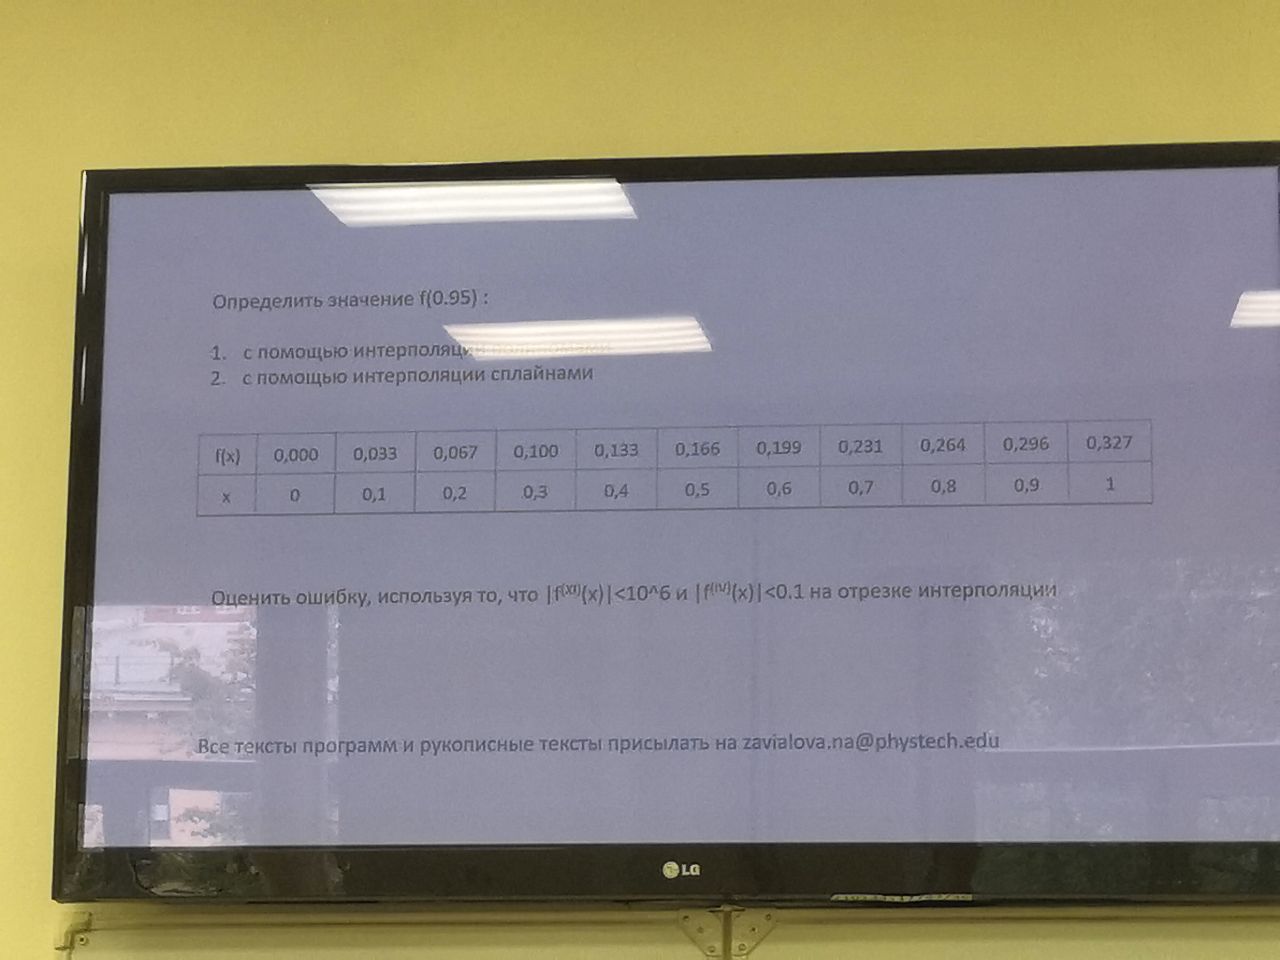 Определить значение f(0.95) :
1. с помощью интерполяции полиномами
2. с помощью интерполяции сплайнами
f(x) 0,000 0,033 0,067 0,100 0,133 0,166 0,199 0,231 0,264 0,296 0,327
x 0 0,1 0,2 0,3 0,4 0,5 0,6 0,7 0,8 0,9 1
Оценить ошибку, используя то, что |f(xi)(x)|<10^6 и |f(iv)(x)|<0.1 на отрезке интерполяции
Все тексты программ и рукописные тексты присылать на zavialova.na@phystech.edu
LG